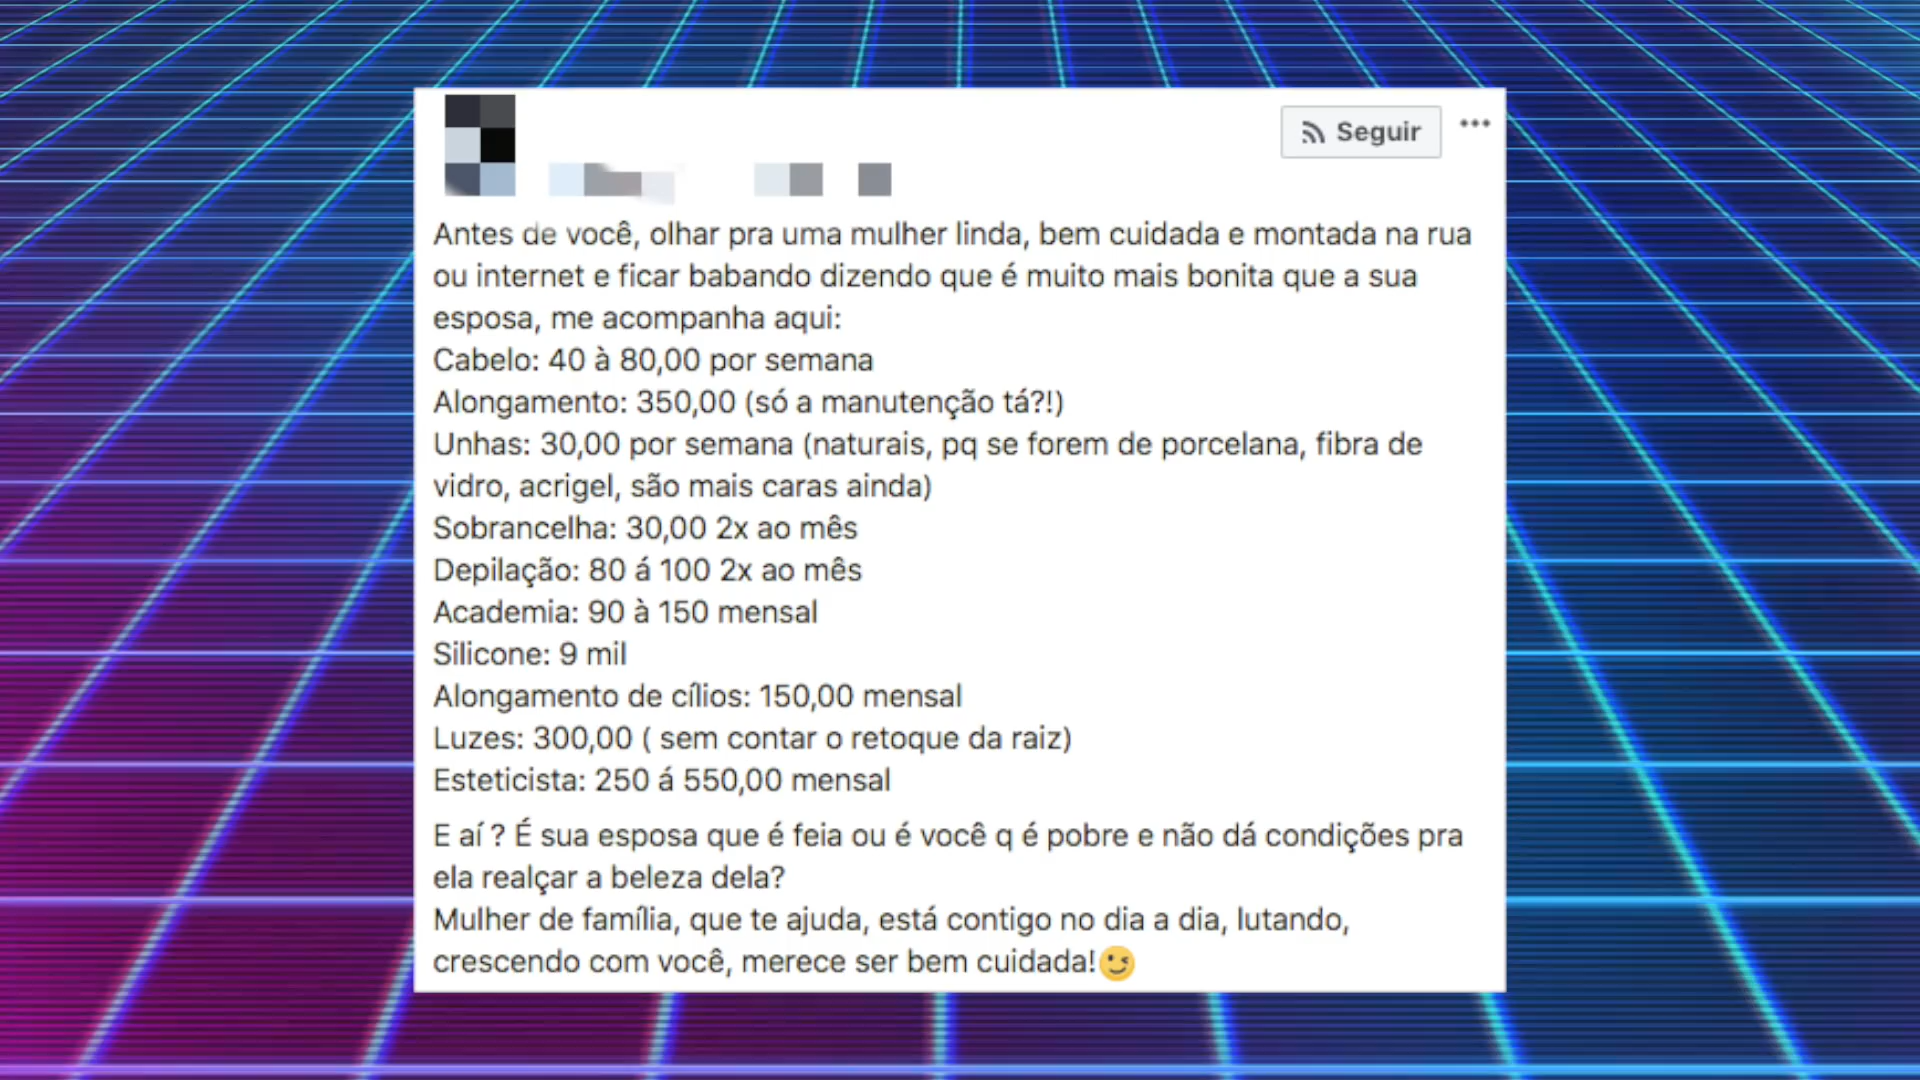 Seguir
Antes de você, olhar pra uma mulher linda, bem cuidada e montada na rua
ou internet e ficar babando dizendo que é muito mais bonita que a sua
esposa, me acompanha aqui:
Cabelo: 40 à 80,00 por semana
Alongamento: 350,00 (só a manutenção tá?!)
Unhas: 30,00 por semana (naturais, pq se forem de porcelana, fibra de
vidro, acrigel, são mais caras ainda)
Sobrancelha: 30,00 2x ao mês
Depilação: 80 á 100 2x ao mês
Academia: 90 à 150 mensal
Silicone: 9 mil
Alongamento de cílios: 150,00 mensal
Luzes: 300,00 ( sem contar o retoque da raiz)
Esteticista: 250 á 550,00 mensal
E aí ? É sua esposa que é feia ou é você q é pobre e não dá condições pra
ela realçar a beleza dela?
Mulher de família, que te ajuda, está contigo no dia a dia, lutando,
crescendo com você, merece ser bem cuidada!😉